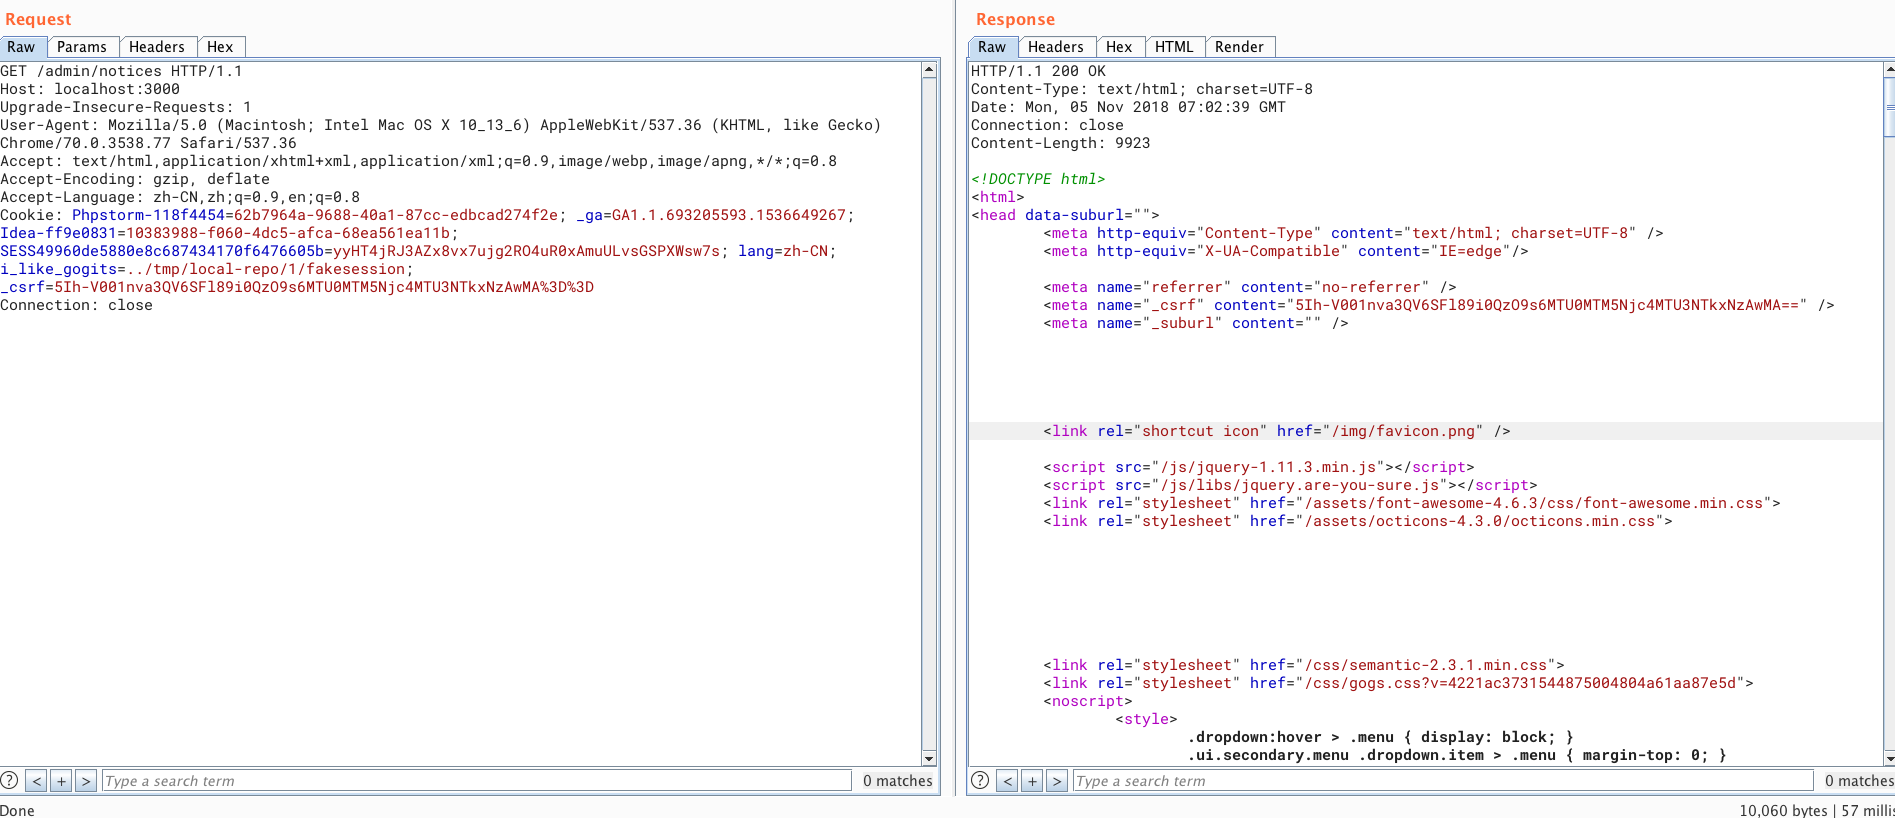 Request
Raw Params Headers Hex
GET /admin/notices HTTP/1.1
Host: localhost:3000
Upgrade-Insecure-Requests: 1
User-Agent: Mozilla/5.0 (Macintosh; Intel Mac OS X 10_13_6) AppleWebKit/537.36 (KHTML, like Gecko)
Chrome/70.0.3538.77 Safari/537.36
Accept: text/html,application/xhtml+xml,application/xml;q=0.9,image/webp,image/apng,*/*;q=0.8
Accept-Encoding: gzip, deflate
Accept-Language: zh-CN,zh;q=0.9,en;q=0.8
Cookie: Phpstorm-118f4454=62b7964a-9688-40a1-87cc-edbcad274f2e; _ga=GA1.1.693205593.1536649267;
Idea-ff9e0831=10383988-f060-4dc5-afca-68ea561ea11b;
SESS49960de5880e8c687434170f6476605b=yyHT4jRJ3AZx8vx7ujg2RO4uR0xAmuULvsGSPXWsw7s; lang=zh-CN;
i_like_gogits=../tmp/local-repo/1/fakesession;
_csrf=5Ih-V001nva3QV6SFl89i0QzO9s6MTU0MTM5Njc4MTU3NTkxNzAwMA%3D%3D
Connection: close
? < + > Type a search term 0 matches
Done
Response
Raw Headers Hex HTML Render
HTTP/1.1 200 OK
Content-Type: text/html; charset=UTF-8
Date: Mon, 05 Nov 2018 07:02:39 GMT
Connection: close
Content-Length: 9923
<!DOCTYPE html>
<html>
<head data-suburl="">
<meta http-equiv="Content-Type" content="text/html; charset=UTF-8" />
<meta http-equiv="X-UA-Compatible" content="IE=edge"/>
<meta name="referrer" content="no-referrer" />
<meta name="_csrf" content="5Ih-V001nva3QV6SFl89i0QzO9s6MTU0MTM5Njc4MTU3NTkxNzAwMA==" />
<meta name="_suburl" content="" />
<link rel="shortcut icon" href="/img/favicon.png" />
<script src="/js/jquery-1.11.3.min.js"></script>
<script src="/js/libs/jquery.are-you-sure.js"></script>
<link rel="stylesheet" href="/assets/font-awesome-4.6.3/css/font-awesome.min.css">
<link rel="stylesheet" href="/assets/octicons-4.3.0/octicons.min.css">
<link rel="stylesheet" href="/css/semantic-2.3.1.min.css">
<link rel="stylesheet" href="/css/gogs.css?v=4221ac3731544875004804a61aa87e5d">
<noscript>
<style>
.dropdown:hover > .menu { display: block; }
.ui.secondary.menu .dropdown.item > .menu { margin-top: 0; }
? < + > Type a search term 0 matches
10,060 bytes | 57 millis